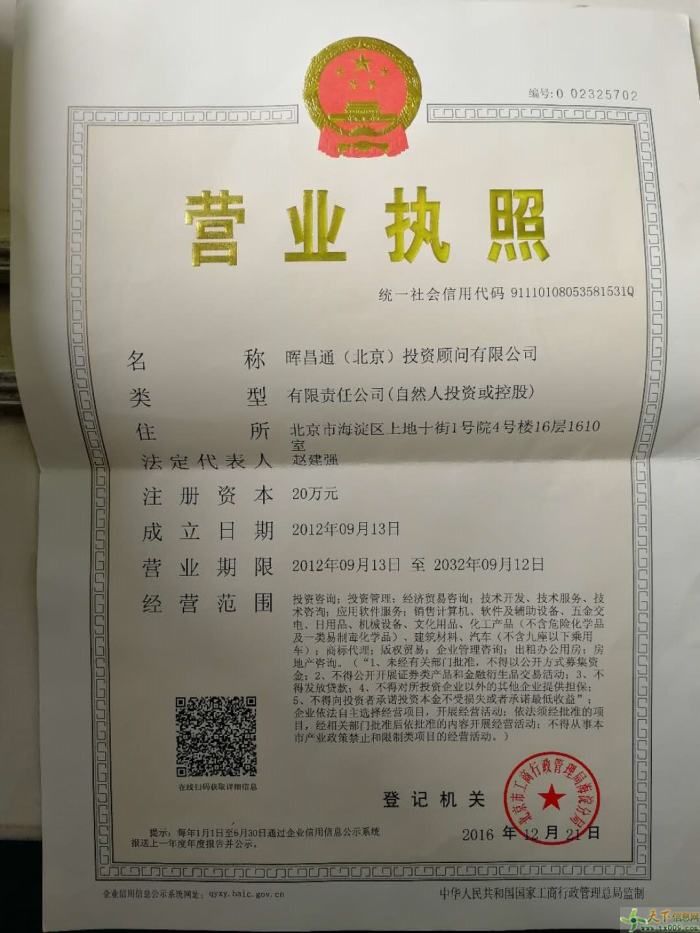 编号:0 02325702
营业执照
统一社会信用代码 91110108053581531Q
名称 晖昌通（北京）投资顾问有限公司
类型 有限责任公司(自然人投资或控股)
住所 北京市海淀区上地十街1号院4号楼16层1610
室
法定代表人 赵建强
注册资本 20万元
成立日期 2012年09月13日
营业期限 2012年09月13日 至 2032年09月12日
经营范围 投资咨询；投资管理；经济贸易咨询；技术开发、技术服务、技
术咨询；应用软件服务；销售计算机、软件及辅助设备、五金交
电、日用品、机械设备、文化用品、化工产品（不含危险化学品
及一类易制毒化学品）、建筑材料、汽车（不含九座以下乘用
车）；商标代理；版权贸易；企业管理咨询；出租办公用房；房
地产咨询。（“1、未经有关部门批准，不得以公开方式募集资
金；2、不得公开开展证券类产品和金融衍生品交易活动；3、不
得发放贷款；4、不得对所投资企业以外的其他企业提供担保；
5、不得向投资者承诺投资本金不受损失或者承诺最低收益”；
企业依法自主选择经营项目，开展经营活动；依法须经批准的项
目，经相关部门批准后依批准的内容开展经营活动；不得从事本
市产业政策禁止和限制类项目的经营活动。）
在线扫码获取详细信息
登记机关
北京市工商行政管理局海淀分局
2016 年 12 月 21 日
提示：每年1月1日至6月30日通过企业信用信息公示系统
报送上一年度年度报告并公示。
企业信用信息公示系统网址：qyxy.baic.gov.cn
中华人民共和国国家工商行政管理总局监制
天下信息网